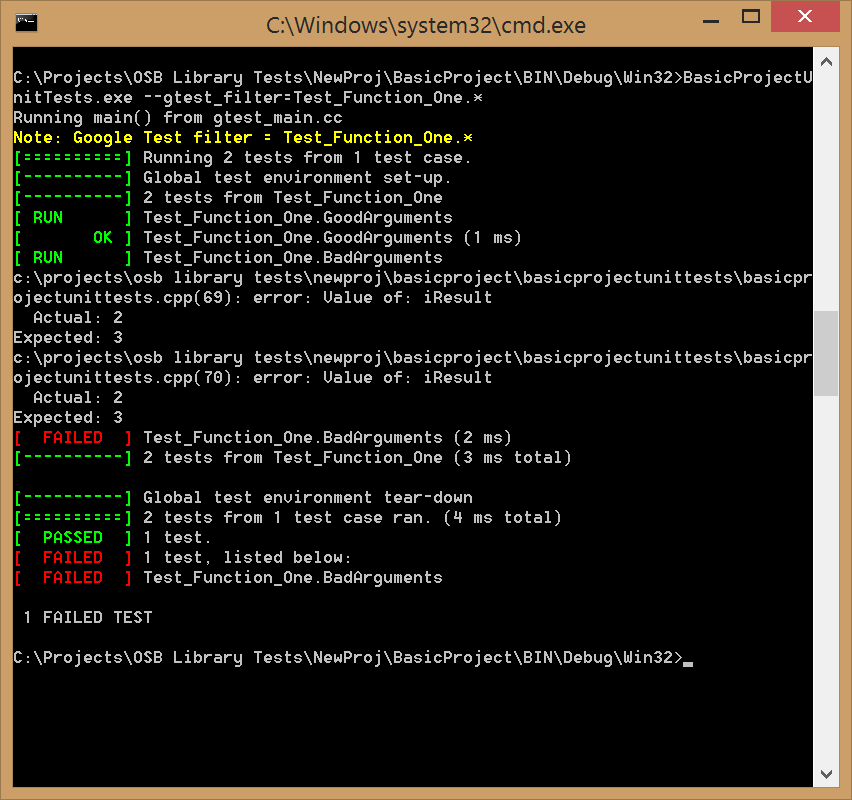 C:\Windows\system32\cmd.exe
C:\Projects\OSB Library Tests\NewProj\BasicProject\BIN\Debug\Win32>BasicProjectU
nitTests.exe --gtest_filter=Test_Function_One.*
Running main() from gtest_main.cc
Note: Google Test filter = Test_Function_One.*
[==========] Running 2 tests from 1 test case.
[----------] Global test environment set-up.
[----------] 2 tests from Test_Function_One
[ RUN      ] Test_Function_One.GoodArguments
[       OK ] Test_Function_One.GoodArguments (1 ms)
[ RUN      ] Test_Function_One.BadArguments
c:\projects\osb library tests\newproj\basicproject\basicprojectunittests\basicpr
ojectunittests.cpp(69): error: Value of: iResult
  Actual: 2
Expected: 3
c:\projects\osb library tests\newproj\basicproject\basicprojectunittests\basicpr
ojectunittests.cpp(70): error: Value of: iResult
  Actual: 2
Expected: 3
[  FAILED  ] Test_Function_One.BadArguments (2 ms)
[----------] 2 tests from Test_Function_One (3 ms total)
[----------] Global test environment tear-down
[==========] 2 tests from 1 test case ran. (4 ms total)
[  PASSED  ] 1 test.
[  FAILED  ] 1 test, listed below:
[  FAILED  ] Test_Function_One.BadArguments
 1 FAILED TEST
C:\Projects\OSB Library Tests\NewProj\BasicProject\BIN\Debug\Win32>_